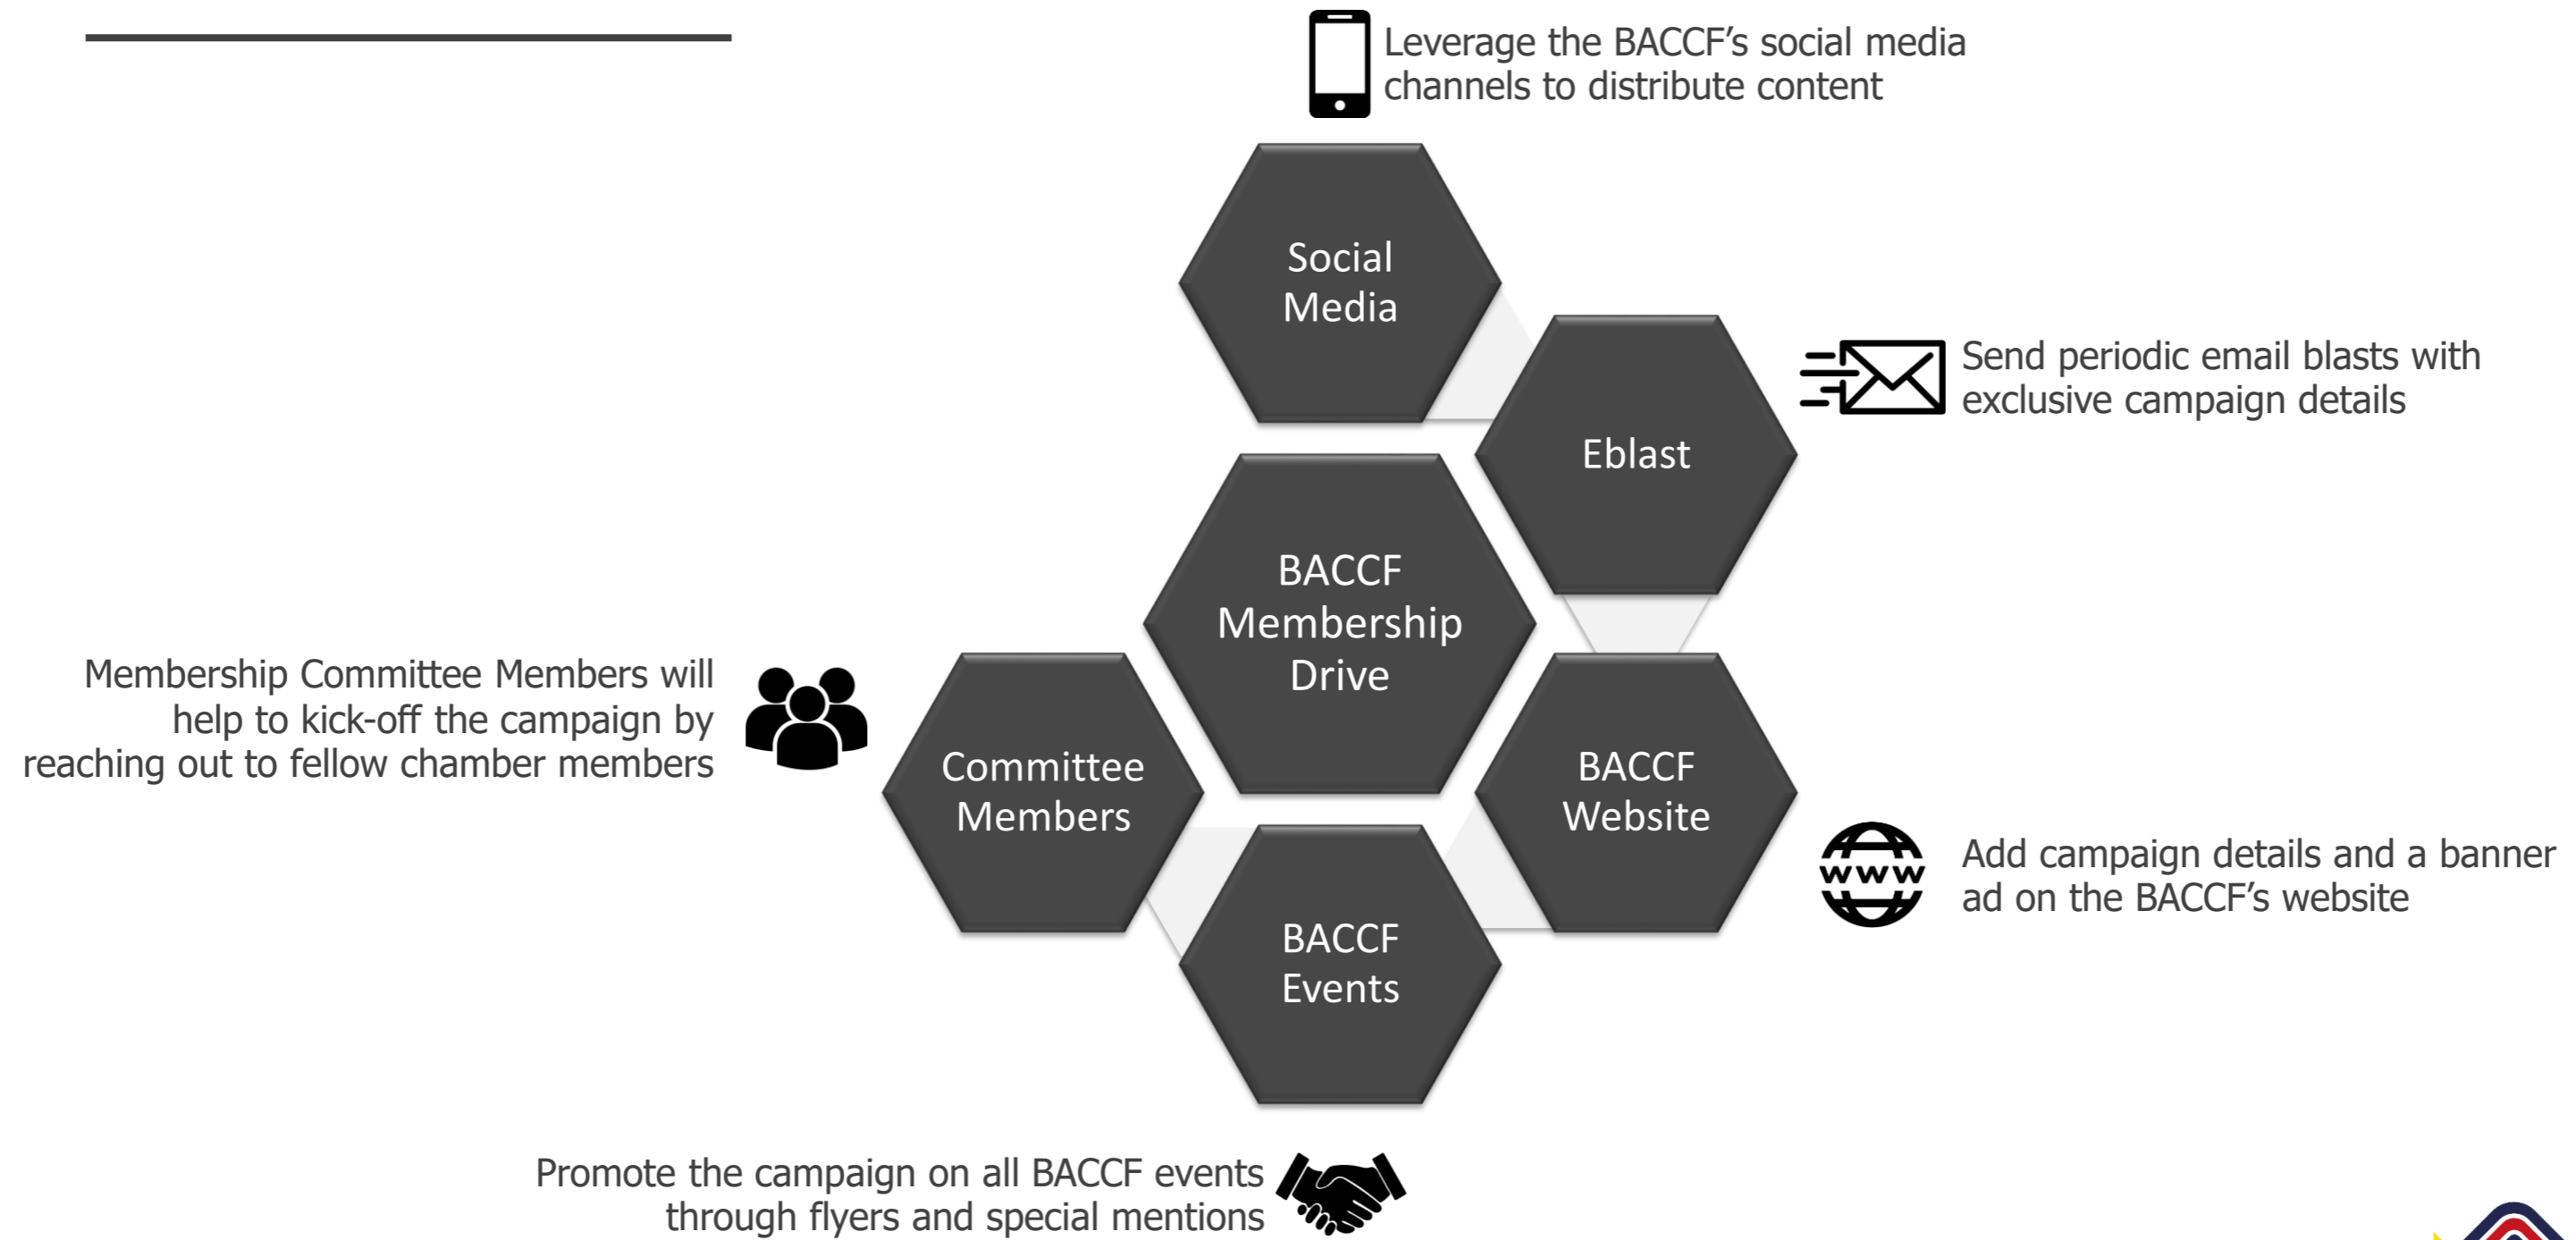 Leverage the BACCF’s social media
channels to distribute content
Social
Media
Send periodic email blasts with
exclusive campaign details
Eblast
BACCF
Membership
Drive
Membership Committee Members will
help to kick-off the campaign by
reaching out to fellow chamber members
Committee
Members
BACCF
Website
WWW
Add campaign details and a banner
ad on the BACCF’s website
BACCF
Events
Promote the campaign on all BACCF events
through flyers and special mentions